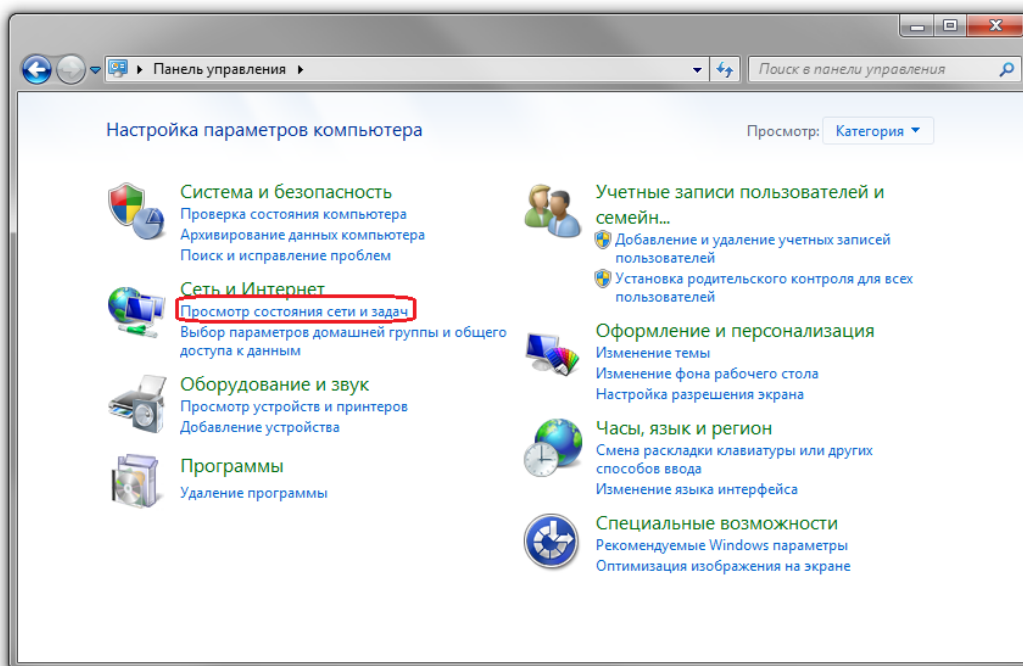 Панель управления
Поиск в панели управления
Настройка параметров компьютера
Просмотр: Категория
Система и безопасность
Проверка состояния компьютера
Архивирование данных компьютера
Поиск и исправление проблем
Сеть и Интернет
Просмотр состояния сети и задач
Выбор параметров домашней группы и общего
доступа к данным
Оборудование и звук
Просмотр устройств и принтеров
Добавление устройства
Программы
Удаление программы
Учетные записи пользователей и
семейн...
Добавление и удаление учетных записей
пользователей
Установка родительского контроля для всех
пользователей
Оформление и персонализация
Изменение темы
Изменение фона рабочего стола
Настройка разрешения экрана
Часы, язык и регион
Смена раскладки клавиатуры или других
способов ввода
Изменение языка интерфейса
Специальные возможности
Рекомендуемые Windows параметры
Оптимизация изображения на экране